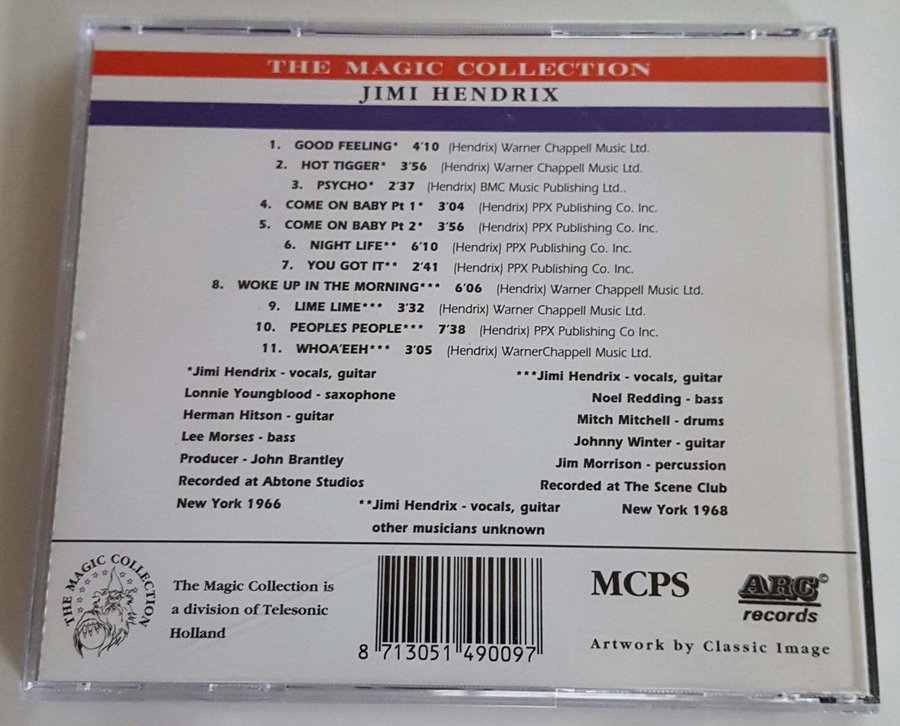 THE MAGIC COLLECTION
JIMI HENDRIX
1. GOOD FEELING* 4'10 (Hendrix) Warner Chappell Music Ltd.
2. HOT TIGGER* 3'56 (Hendrix) Warner Chappell Music Ltd.
3. PSYCHO* 2'37 (Hendrix) BMC Music Publishing Ltd..
4. COME ON BABY Pt 1* 3'04 (Hendrix) PPX Publishing Co. Inc.
5. COME ON BABY Pt 2* 3'56 (Hendrix) PPX Publishing Co. Inc.
6. NIGHT LIFE** 6'10 (Hendrix) PPX Publishing Co. Inc.
7. YOU GOT IT** 2'41 (Hendrix) PPX Publishing Co. Inc.
8. WOKE UP IN THE MORNING*** 6'06 (Hendrix) Warner Chappell Music Ltd.
9. LIME LIME*** 3'32 (Hendrix) Warner Chappell Music Ltd.
10. PEOPLES PEOPLE*** 7'38 (Hendrix) PPX Publishing Co Inc.
11. WHOA'EEH*** 3'05 (Hendrix) WarnerChappell Music Ltd.
*Jimi Hendrix - vocals, guitar
Lonnie Youngblood - saxophone
Herman Hitson - guitar
Lee Morses - bass
Producer - John Brantley
Recorded at Abtone Studios
New York 1966
**Jimi Hendrix - vocals, guitar
other musicians unknown
***Jimi Hendrix - vocals, guitar
Noel Redding - bass
Mitch Mitchell - drums
Johnny Winter - guitar
Jim Morrison - percussion
Recorded at The Scene Club
New York 1968
THE MAGIC COLLECTION
The Magic Collection is
a division of Telesonic
Holland
8 713051 490097
MCPS
ARC©
records
Artwork by Classic Image